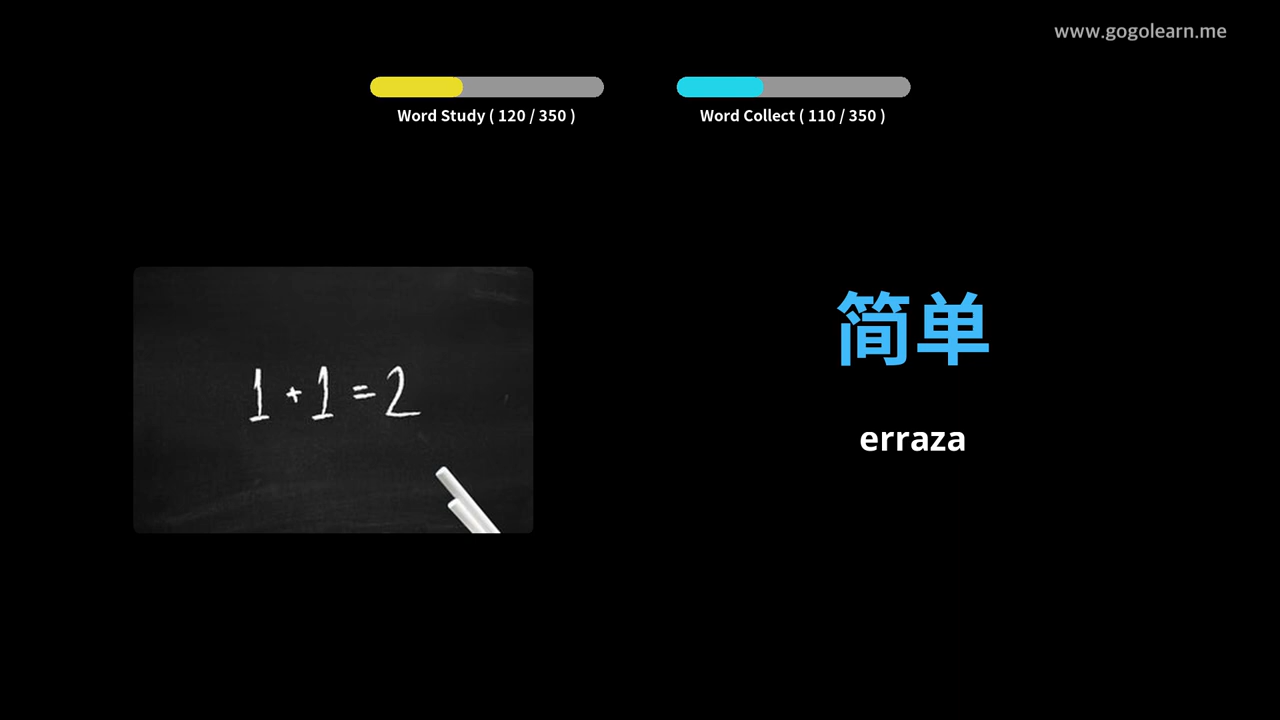 www.gogolearn.me
Word Study ( 120 / 350 )
Word Collect ( 110 / 350 )
1 + 1 = 2
简单
erraza